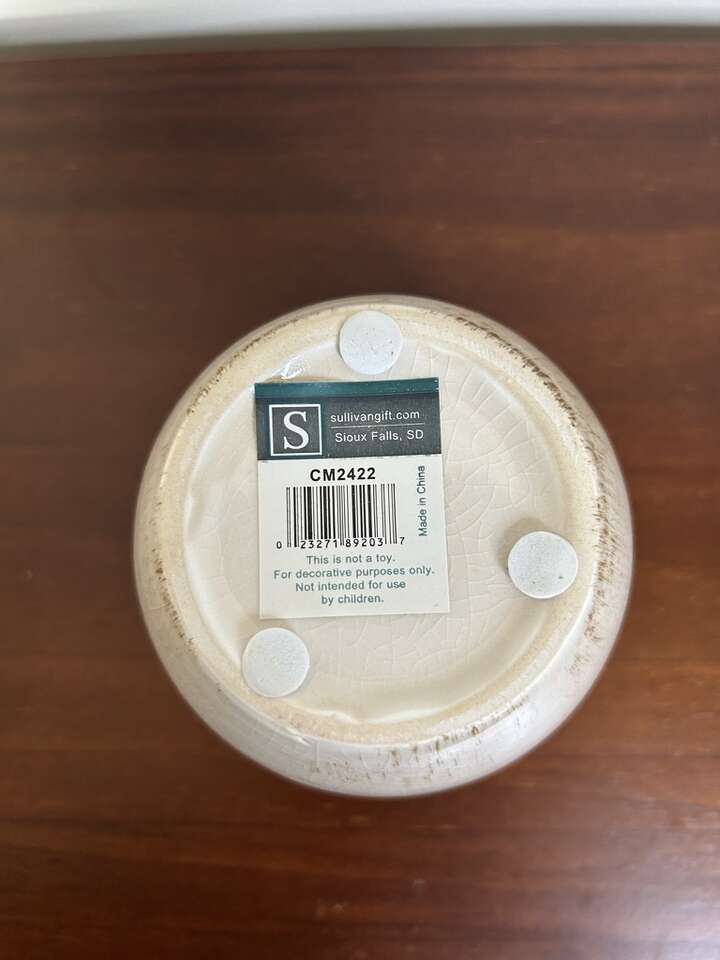 S
sullivangift.com
Sioux Falls, SD
CM2422
Made in China
0 23271 89203 7
This is not a toy.
For decorative purposes only.
Not intended for use
by children.